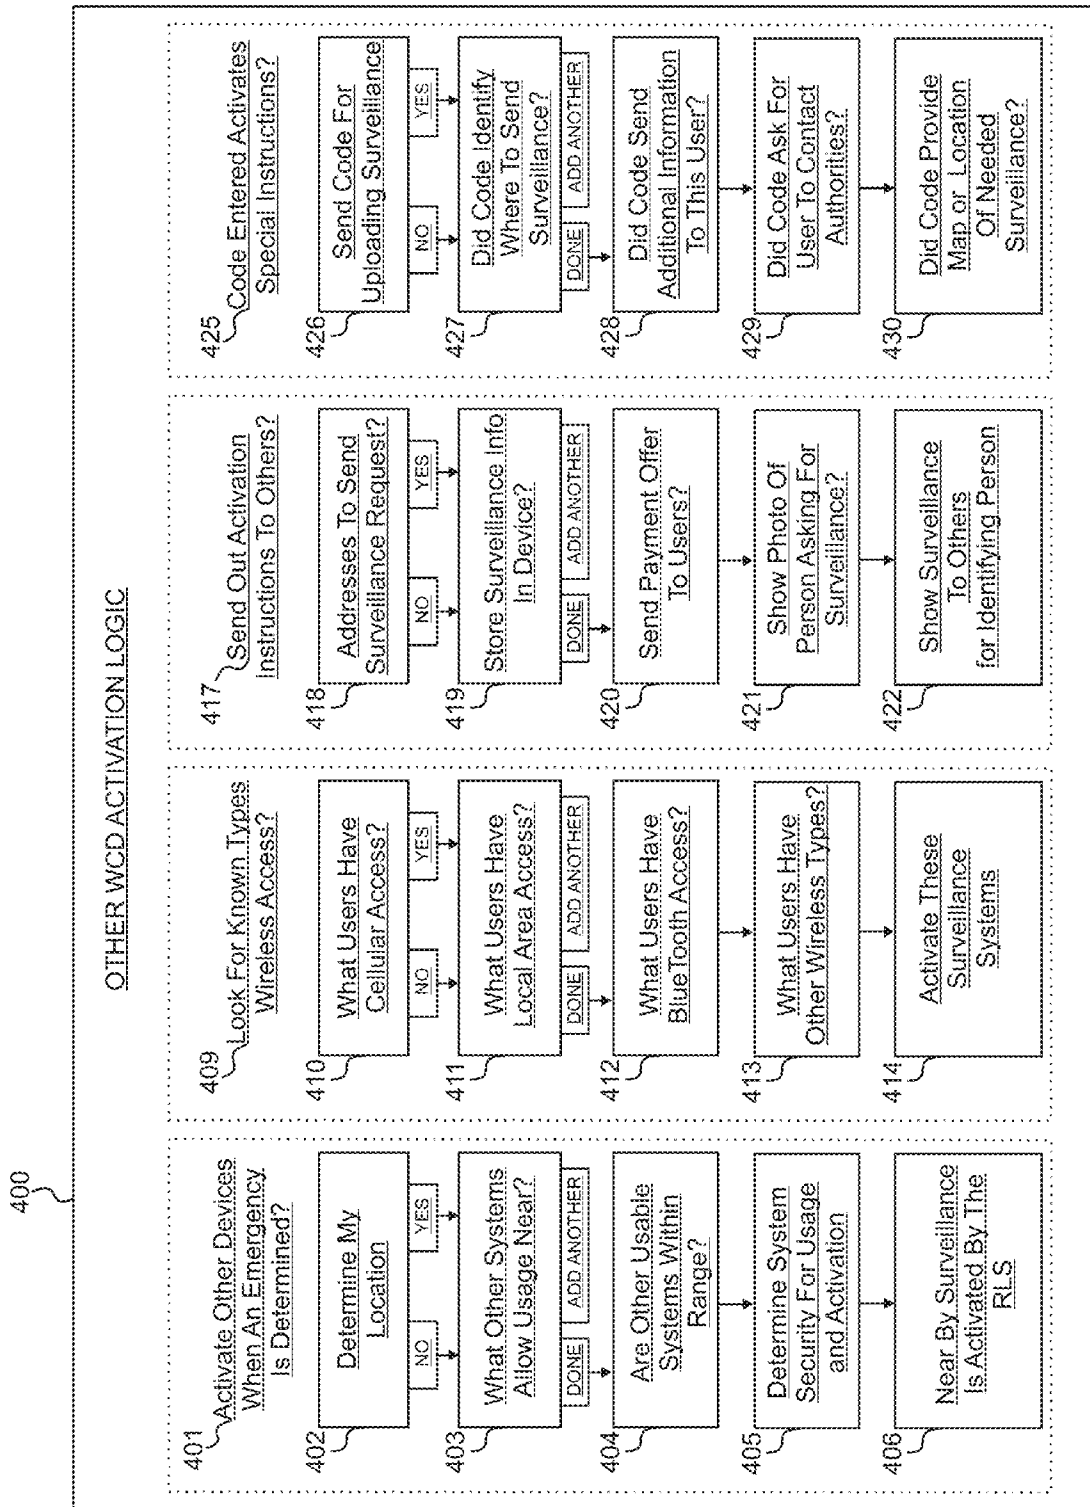 400
OTHER WCD ACTIVATION LOGIC
401
Activate Other Devices
When An Emergency
Is Determined?
402
Determine My
Location
NO
YES
403
What Other Systems
Allow Usage Near?
DONE
ADD ANOTHER
404
Are Other Usable
Systems Within
Range?
405
Determine System
Security For Usage
and Activation
406
Near By Surveillance
Is Activated By The
RLS
409
Look For Known Types
Wireless Access?
410
What Users Have
Cellular Access?
NO
YES
411
What Users Have
Local Area Access?
DONE
ADD ANOTHER
412
What Users Have
BlueTooth Access?
413
What Users Have
Other Wireless Types?
414
Activate These
Surveillance
Systems
417
Send Out Activation
Instructions To Others?
418
Addresses To Send
Surveillance Request?
NO
YES
419
Store Surveillance Info
In Device?
DONE
ADD ANOTHER
420
Send Payment Offer
To Users?
421
Show Photo Of
Person Asking For
Surveillance?
422
Show Surveillance
To Others
for Identifying Person
425
Code Entered Activates
Special Instructions?
426
Send Code For
Uploading Surveillance
NO
YES
427
Did Code Identify
Where To Send
Surveillance?
DONE
ADD ANOTHER
428
Did Code Send
Additional Information
To This User?
429
Did Code Ask For
User To Contact
Authorities?
430
Did Code Provide
Map or Location
Of Needed
Surveillance?